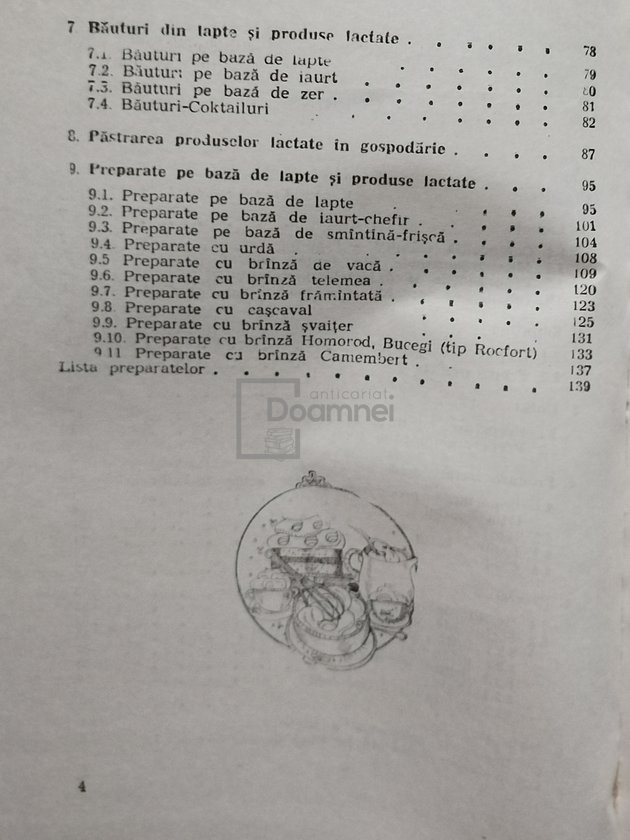 7 Băuturi din lapte și produse lactate . . . . . 78
7.1. Băuturi pe bază de lapte . . . . . 79
7.2. Băuturi pe bază de iaurt . . . . . 80
7.3. Băuturi pe bază de zer . . . . . . 81
7.4. Băuturi-Coktailuri . . . . . 82
8. Păstrarea produselor lactate în gospodărie . . . . 87
9. Preparate pe bază de lapte și produse lactate . . . 95
9.1. Preparate pe bază de lapte . . . . 95
9.2. Preparate pe bază de iaurt-chefir . . . . 101
9.3. Preparate pe bază de smîntînă-frișcă . . . . 104
9.4. Preparate cu urdă . . . . 108
9.5 Preparate cu brînză de vacă . . . . . 109
9.6. Preparate cu brînză telemea . . . . . 120
9.7. Preparate cu brînză frămîntată . . . . . 123
9.8. Preparate cu cașcaval . . . . . 125
9.9. Preparate cu brînză șvaițer . . . . 131
9.10. Preparate cu brînză Homorod, Bucegi (tip Rocfort) 133
9.11 Preparate cu brînză Camembert . . . . . 137
Lista preparatelor . . . . . . . . . . . 139
anticariat
Doamnei
4